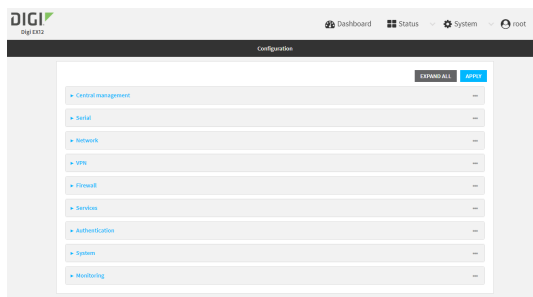 DIGI
Digi EX12
Dashboard Status System root
Configuration
EXPAND ALL APPLY
Central management
Serial
Network
VPN
Firewall
Services
Authentication
System
Monitoring